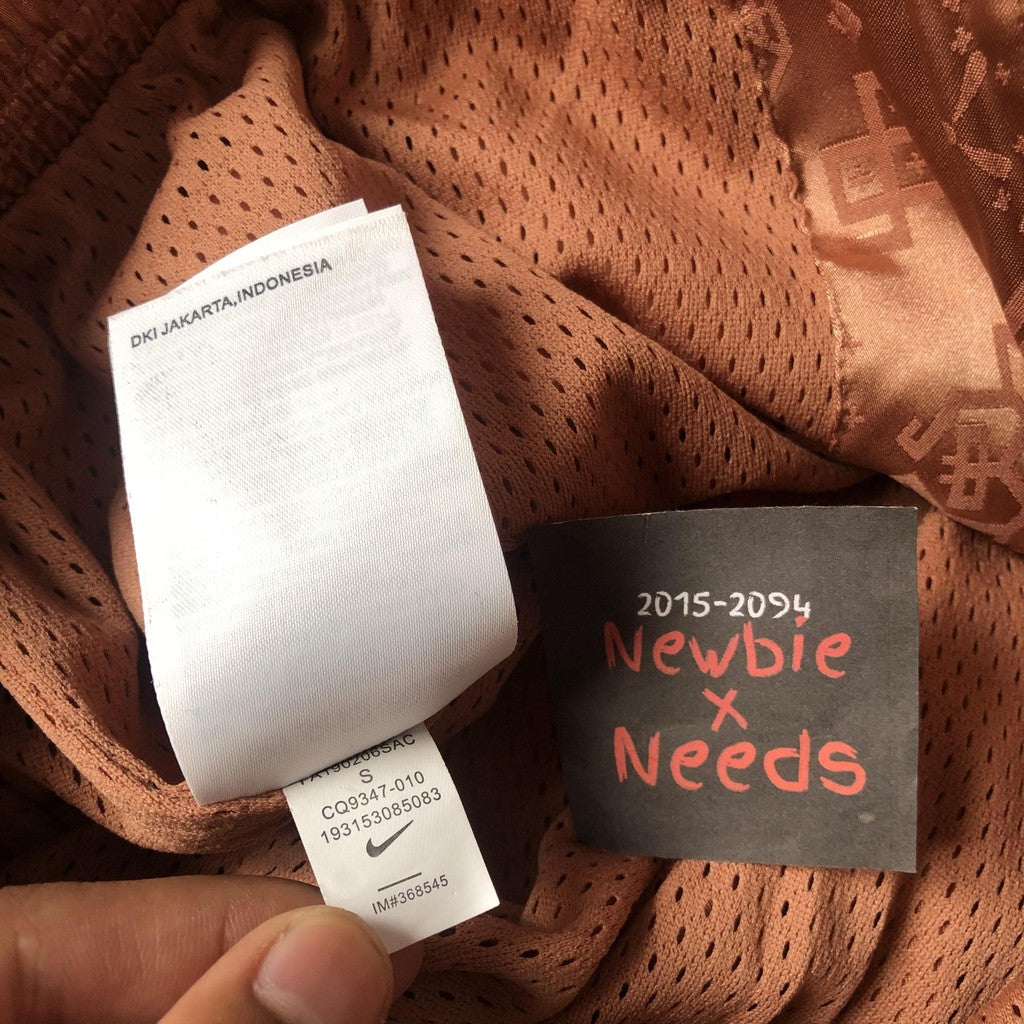 DKI JAKARTA,INDONESIA
S
CQ9347-010
193153085083
IM#368545
2015-2094
Newbie
x
Needs